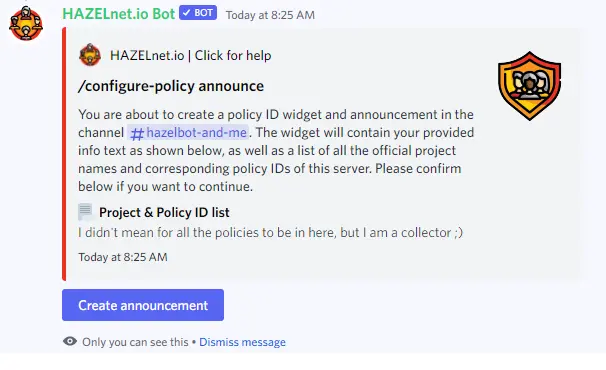 HAZELnet.io Bot ✓ BOT Today at 8:25 AM
HAZELnet.io | Click for help
/configure-policy announce
You are about to create a policy ID widget and announcement in the
channel #hazelbot-and-me. The widget will contain your provided
info text as shown below, as well as a list of all the official project
names and corresponding policy IDs of this server. Please confirm
below if you want to continue.
Project & Policy ID list
I didn't mean for all the policies to be in here, but I am a collector ;)
Today at 8:25 AM
Create announcement
Only you can see this • Dismiss message